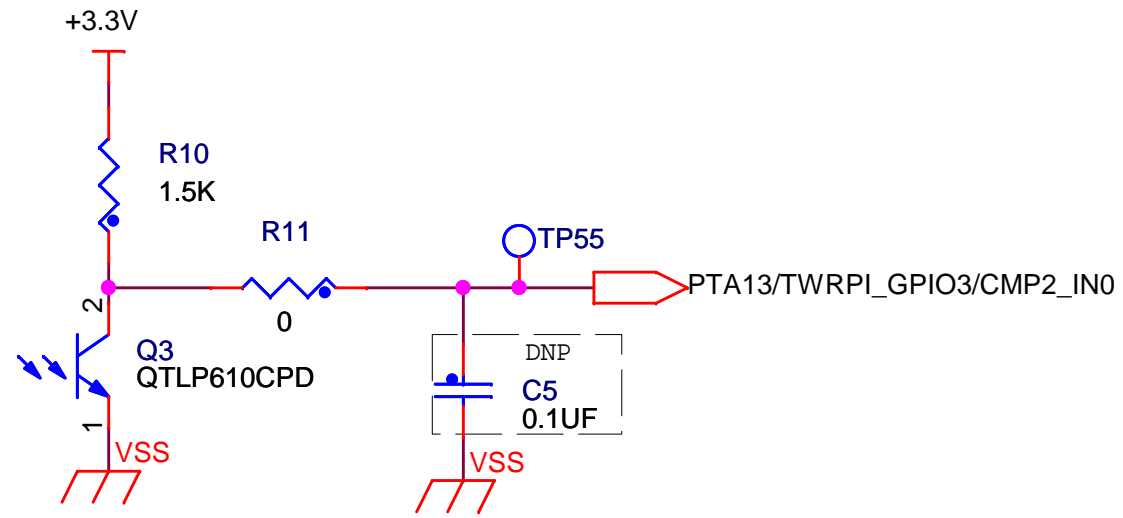 +3.3V
R10
1.5K
R11
0
TP55
PTA13/TWRPI_GPIO3/CMP2_IN0
2
Q3
QTLP610CPD
1
VSS
DNP
C5
0.1UF
VSS